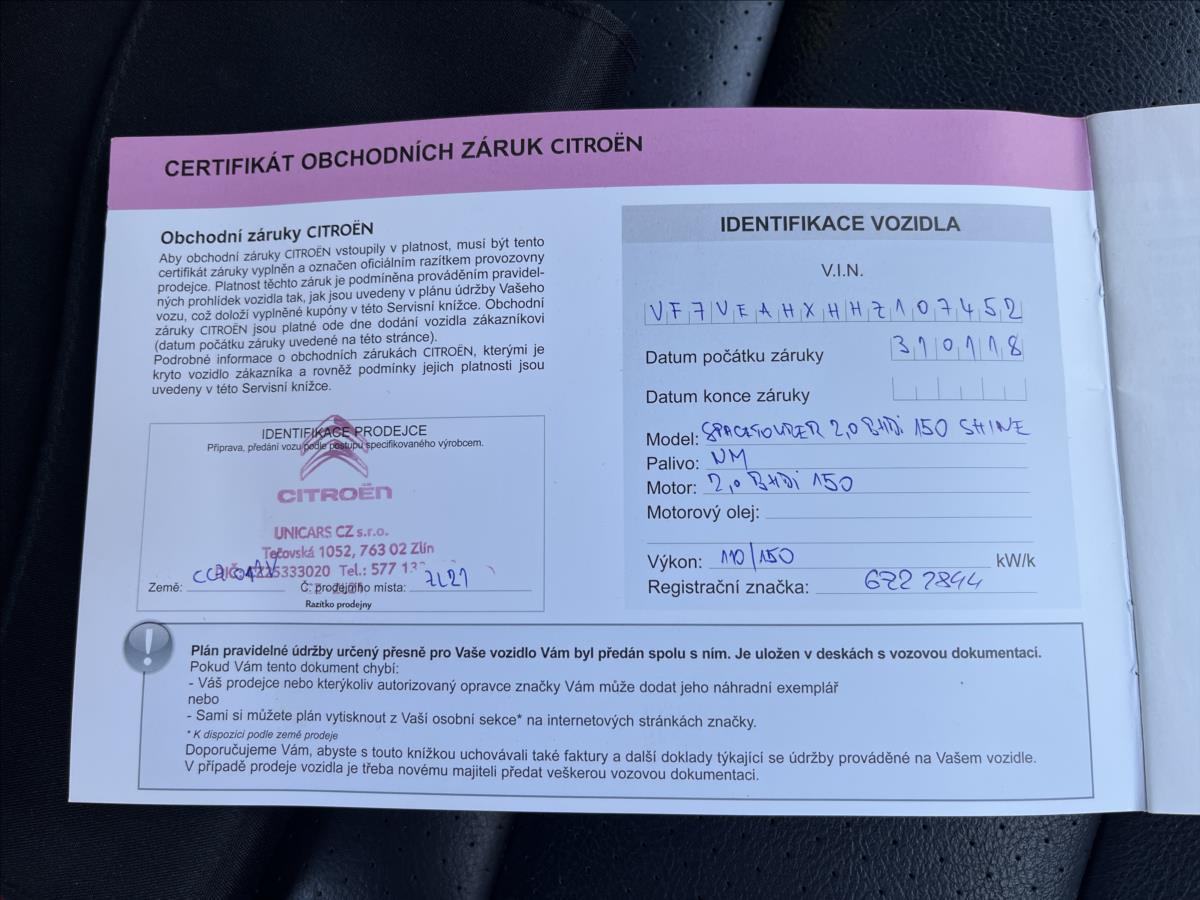 CERTIFIKÁT OBCHODNÍCH ZÁRUK CITROËN
Obchodní záruky CITROËN
Aby obchodní záruky CITROËN vstoupily v platnost, musí být tento
certifikát záruky vyplněn a označen oficiálním razítkem provozovny
prodejce. Platnost těchto záruk je podmíněna prováděním pravidel-
ných prohlídek vozidla tak, jak jsou uvedeny v plánu údržby Vašeho
vozu, což doloží vyplněné kupóny v této Servisní knížce. Obchodní
záruky CITROËN jsou platné ode dne dodání vozidla zákazníkovi
(datum počátku záruky uvedené na této stránce).
Podrobné informace o obchodních zárukách CITROËN, kterými je
kryto vozidlo zákazníka a rovněž podmínky jejich platnosti jsou
uvedeny v této Servisní knížce.
IDENTIFIKACE PRODEJCE
Příprava, předání vozu podle postupu specifikovaného výrobcem.
CITROËN
UNICARS CZ s.r.o.
Tečovská 1052, 763 02 Zlín
Tel.: 577
Země:
Č. prodejního místa: ZL21
Razítko prodejny
IDENTIFIKACE VOZIDLA
V.I.N.
VF7VEAHXHHZ107452
Datum počátku záruky 310118
Datum konce záruky
Model: SPACETOURER 2,0 BHDi 150 SHINE
Palivo: NM
Motor: 2,0 BHDi 150
Motorový olej:
Výkon: 110/150 kW/k
Registrační značka: 6Z2 2844
Plán pravidelné údržby určený přesně pro Vaše vozidlo Vám byl předán spolu s ním. Je uložen v deskách s vozovou dokumentací.
Pokud Vám tento dokument chybí:
- Váš prodejce nebo kterýkoliv autorizovaný opravce značky Vám může dodat jeho náhradní exemplář
nebo
- Sami si můžete plán vytisknout z Vaší osobní sekce* na internetových stránkách značky.
* K dispozici podle země prodeje
Doporučujeme Vám, abyste s touto knížkou uchovávali také faktury a další doklady týkající se údržby prováděné na Vašem vozidle.
V případě prodeje vozidla je třeba novému majiteli předat veškerou vozovou dokumentaci.